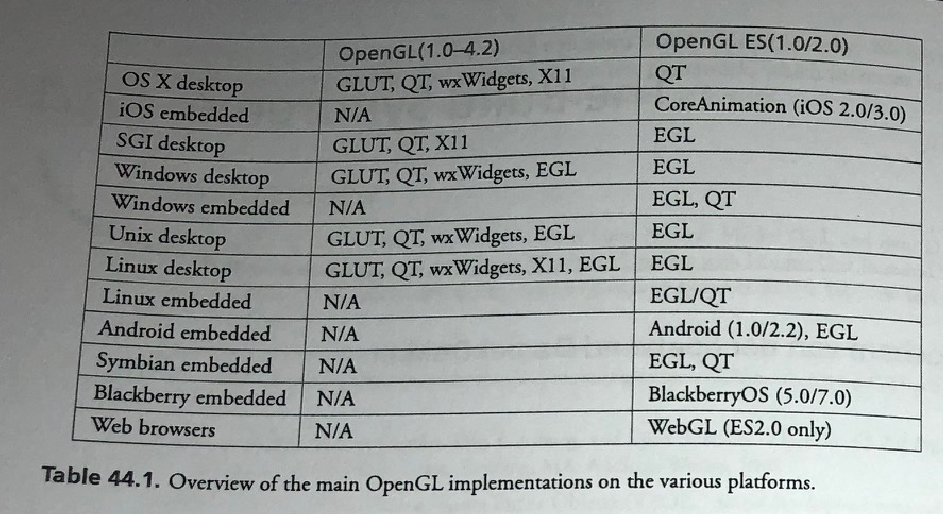 OpenGL(1.0–4.2) OpenGL ES(1.0/2.0)
OS X desktop GLUT, QT, wxWidgets, X11 QT
iOS embedded N/A CoreAnimation (iOS 2.0/3.0)
SGI desktop GLUT, QT, X11 EGL
Windows desktop GLUT, QT, wxWidgets, EGL EGL
Windows embedded N/A EGL, QT
Unix desktop GLUT, QT, wxWidgets, EGL EGL
Linux desktop GLUT, QT, wxWidgets, X11, EGL EGL
Linux embedded N/A EGL/QT
Android embedded N/A Android (1.0/2.2), EGL
Symbian embedded N/A EGL, QT
Blackberry embedded N/A BlackberryOS (5.0/7.0)
Web browsers N/A WebGL (ES2.0 only)
Table 44.1. Overview of the main OpenGL implementations on the various platforms.